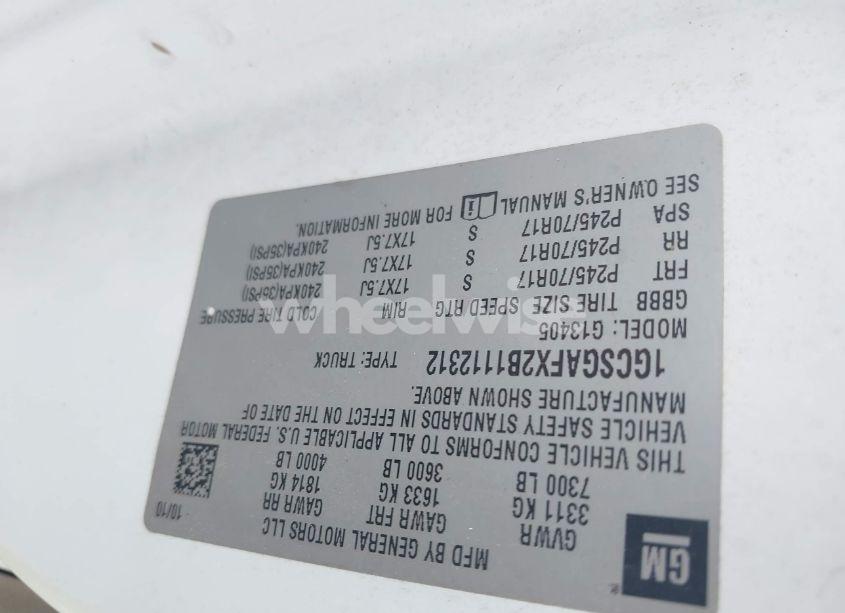 GM
MFD BY GENERAL MOTORS LLC
10/10
GVWR GAWR FRT GAWR RR
3311 KG 1633 KG 1814 KG
7300 LB 3600 LB 4000 LB
THIS VEHICLE CONFORMS TO ALL APPLICABLE U.S. FEDERAL MOTOR
VEHICLE SAFETY STANDARDS IN EFFECT ON THE DATE OF
MANUFACTURE SHOWN ABOVE.
1GCSGAFX2B1112312 TYPE: TRUCK
MODEL: G13405
GBBB TIRE SIZE SPEED RTG RIM COLD TIRE PRESSURE
FRT P245/70R17 S 17X7.5J 240KPA(35PSI)
RR P245/70R17 S 17X7.5J 240KPA(35PSI)
SPA P245/70R17 S 17X7.5J 240KPA(35PSI)
SEE OWNER'S MANUAL i FOR MORE INFORMATION.
wheelwise